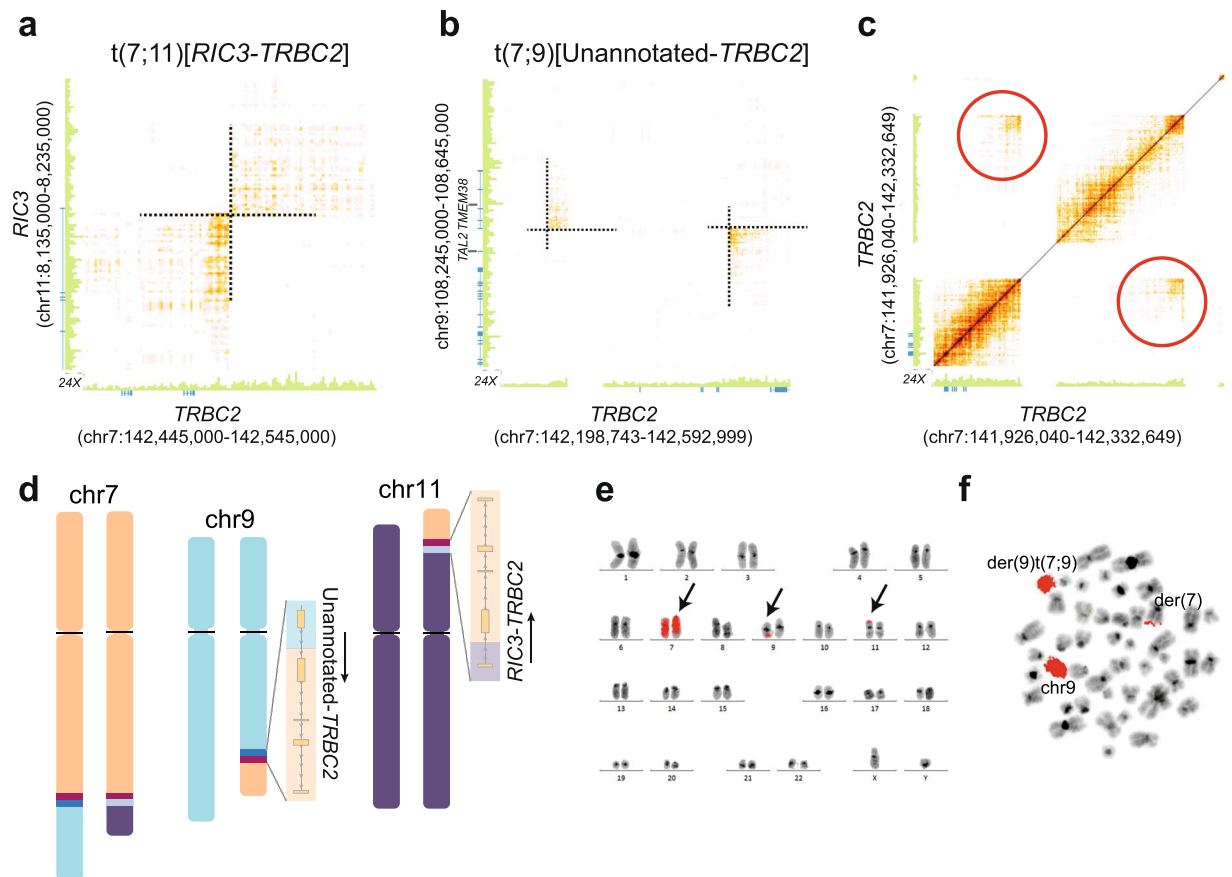 a
t(7;11)[RIC3-TRBC2]
RIC3
(chr11:8,135,000-8,235,000)
24X
TRBC2
(chr7:142,445,000-142,545,000)
b
t(7;9)[Unannotated-TRBC2]
chr9:108,245,000-108,645,000
TAL2 TMEM38
24X
TRBC2
(chr7:142,198,743-142,592,999)
c
TRBC2
(chr7:141,926,040-142,332,649)
24X
TRBC2
(chr7:141,926,040-142,332,649)
d
chr7
chr9
Unannotated-TRBC2
chr11
RIC3-TRBC2
e
1 2 3 4 5
6 7 8 9 10 11 12
13 14 15 16 17 18
19 20 21 22 X Y
f
der(9)t(7;9)
der(7)
chr9